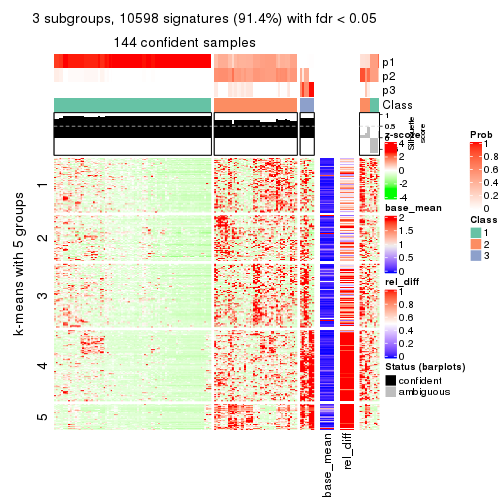 3 subgroups, 10598 signatures (91.4%) with fdr < 0.05
144 confident samples
p1
p2
p3
Class
1
0.5
0
Silhouette
score
k-means with 5 groups
1
2
3
4
5
base_mean
rel_diff
z-score
4
2
0
-2
-4
base_mean
2
1.5
1
0.5
0
rel_diff
1
0.8
0.6
0.4
0.2
0
Status (barplots)
confident
ambiguous
Prob
1
0.8
0.6
0.4
0.2
0
Class
1
2
3